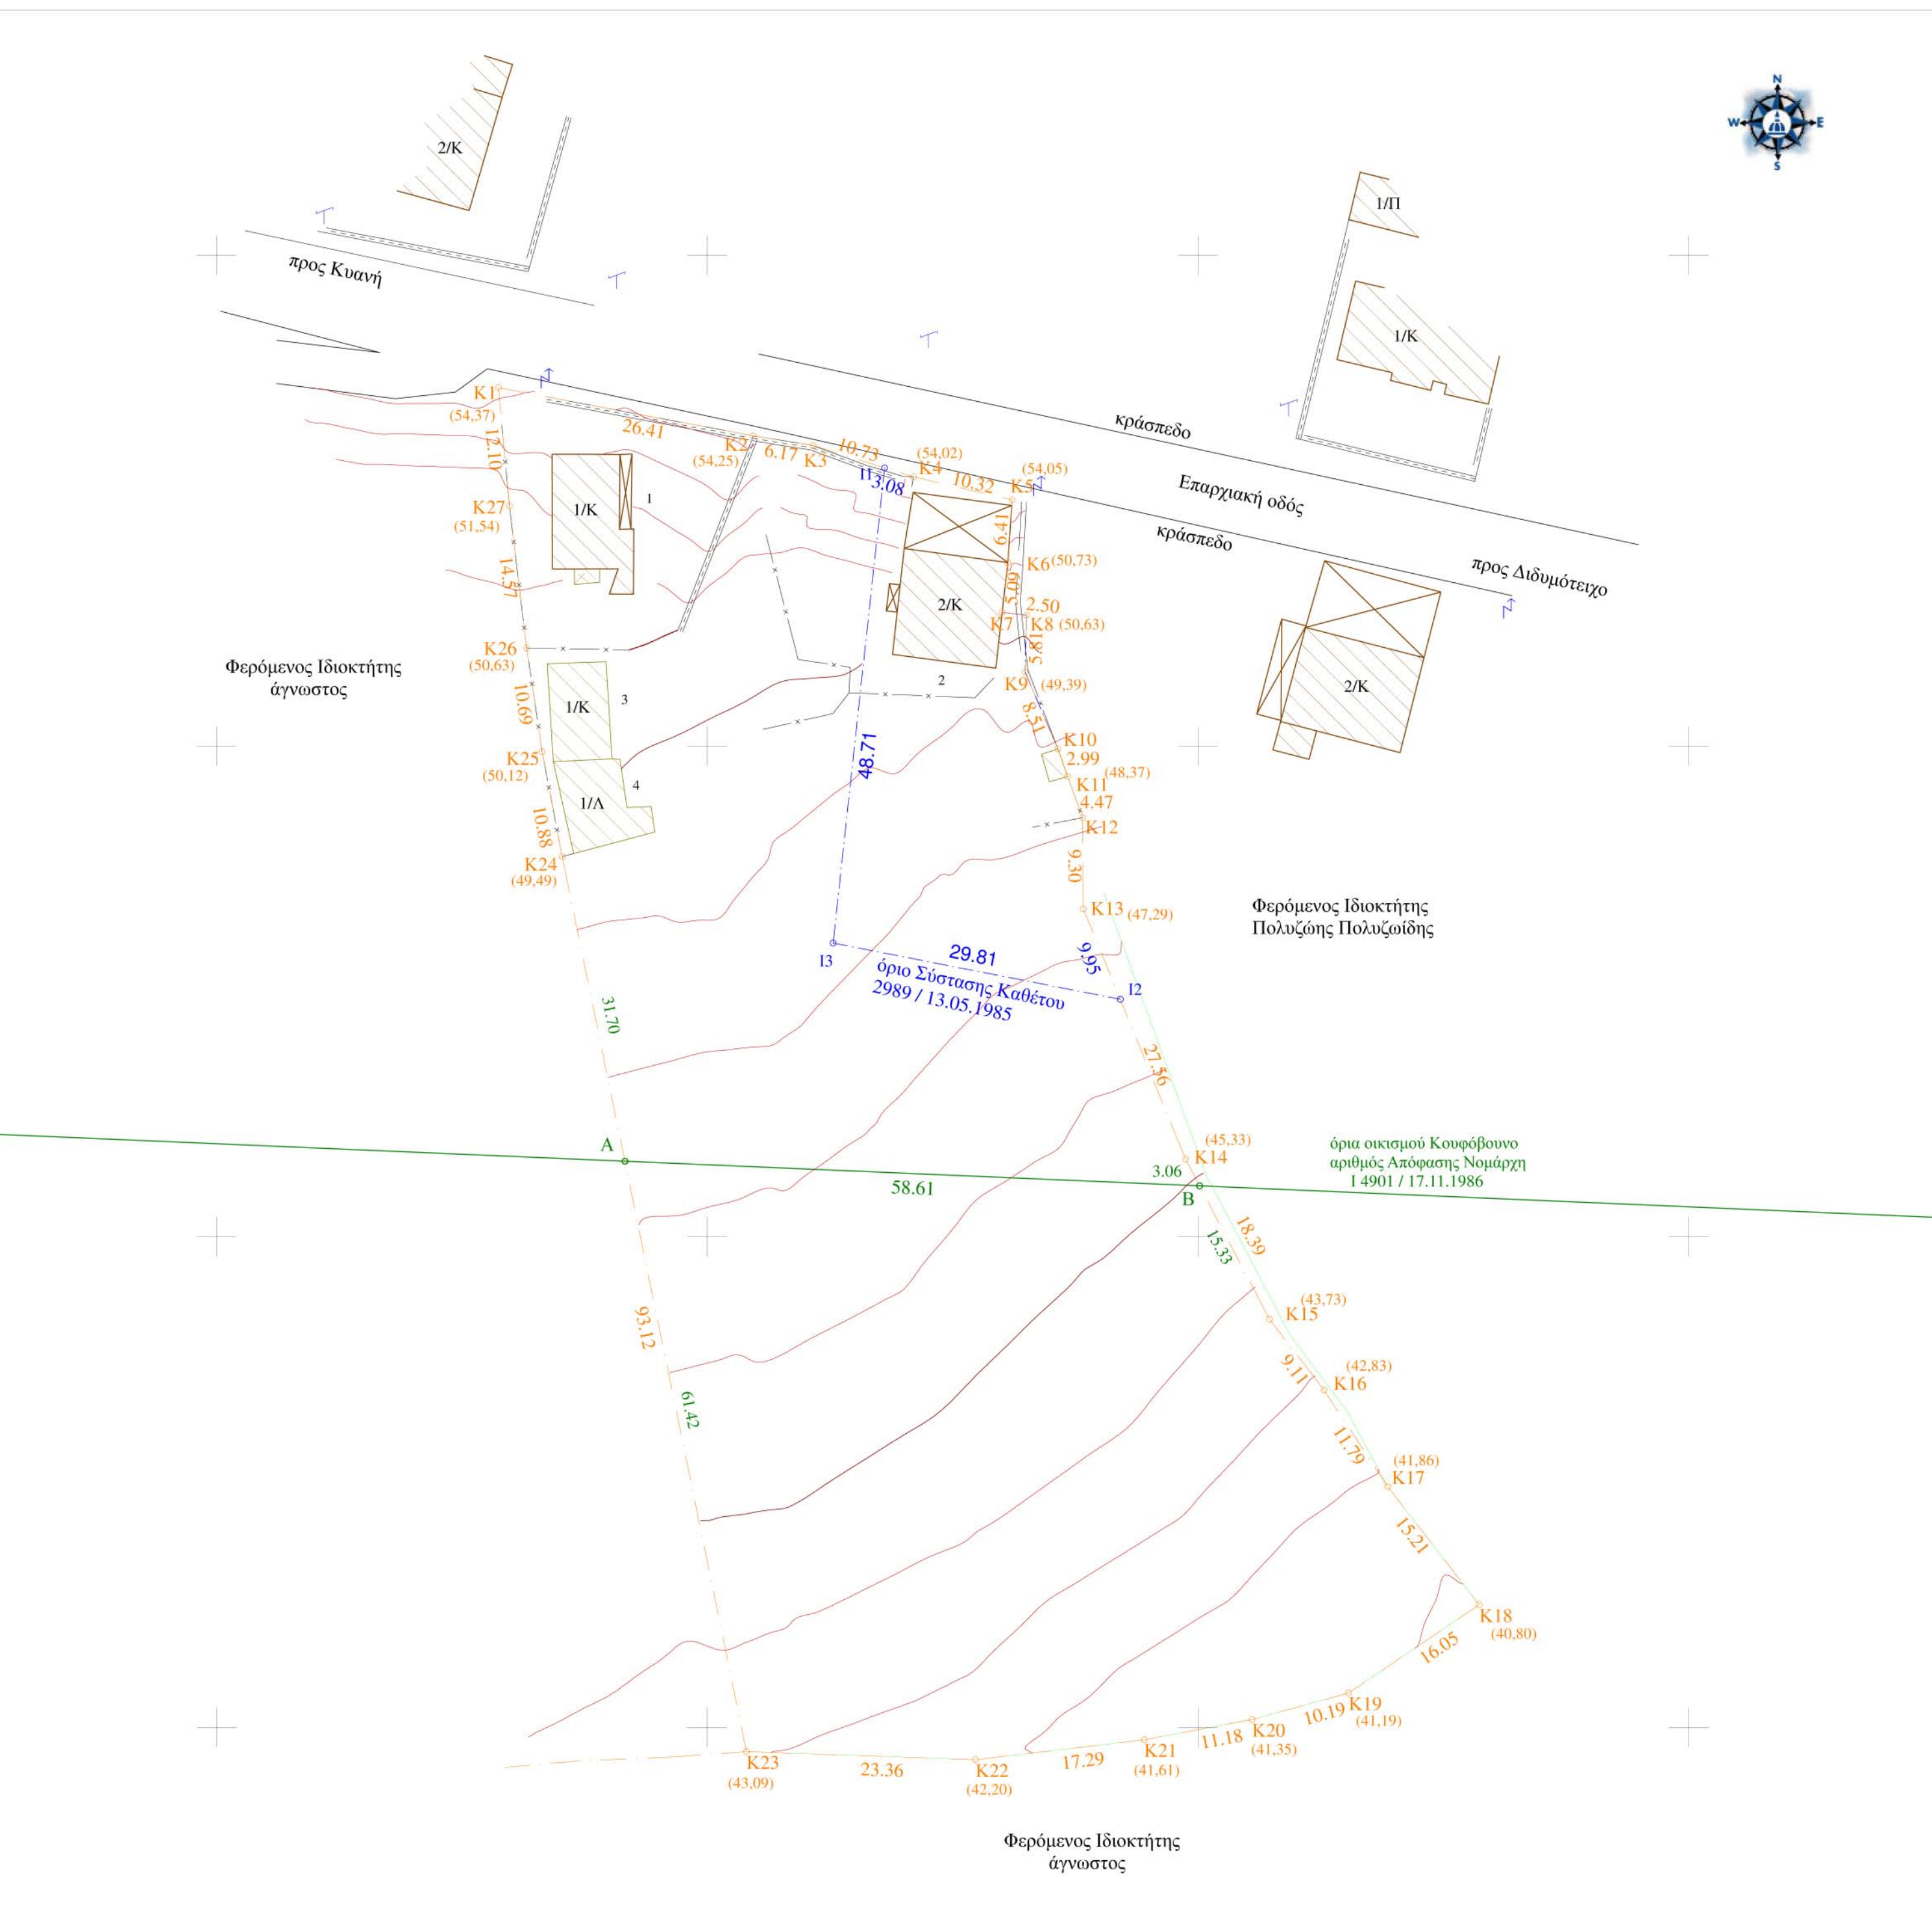 N
W E
S
2/Κ
1/Π
προς Κυανή
1/Κ
Κ1
(54,37)
12.10
26.41
Κ2
(54,25)
6.17
Κ3
10.73
(54,02)
Κ4
Ι1
3.08
10.32
(54,05)
Κ5
κράσπεδο
Επαρχιακή οδός
κράσπεδο
προς Διδυμότειχο
Κ27
(51,54)
1/Κ
1
6.41
Κ6 (50,73)
14.57
5.09
2.50
2/Κ
Κ7
Κ8 (50,63)
5.81
Κ26
(50,63)
Φερόμενος Ιδιοκτήτης
άγνωστος
2
Κ9 (49,39)
2/Κ
10.69
1/Κ
3
8.51
48.71
Κ10
2.99
Κ25
(50,12)
Κ11 (48,37)
4.47
4
1/Λ
10.88
Κ12
Κ24
(49,49)
9.30
Κ13 (47,29)
Φερόμενος Ιδιοκτήτης
Πολυζώης Πολυζωίδης
Ι3
29.81
9.95
όριο Σύστασης Καθέτου
2989 / 13.05.1985
Ι2
31.70
27.56
Α
(45,33)
Κ14
3.06
58.61
Β
όρια οικισμού Κουφόβουνο
αριθμός Απόφασης Νομάρχη
Ι 4901 / 17.11.1986
18.39
15.33
(43,73)
Κ15
93.12
9.11
(42,83)
Κ16
61.42
11.79
(41,86)
Κ17
15.21
Κ18
(40,80)
16.05
Κ19
(41,19)
10.19
Κ20
(41,35)
11.18
Κ21
(41,61)
17.29
Κ22
(42,20)
23.36
Κ23
(43,09)
Φερόμενος Ιδιοκτήτης
άγνωστος